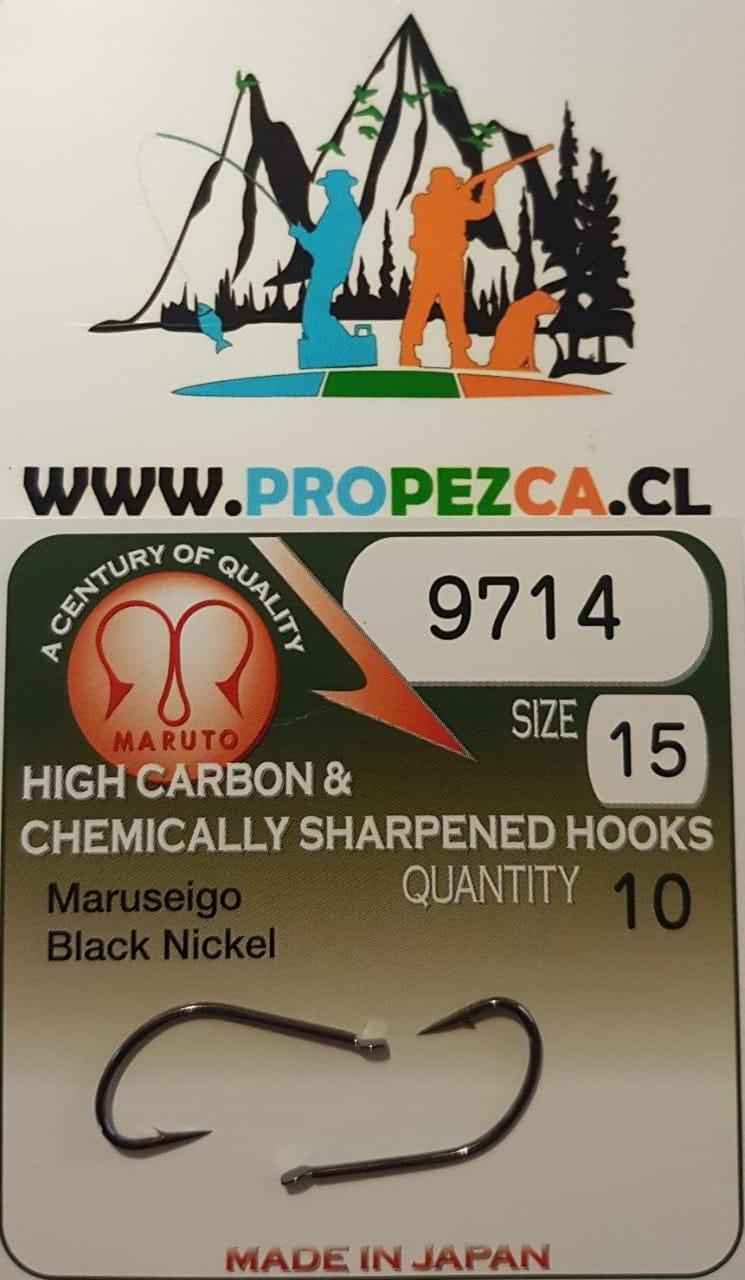 WWW.PROPEZCA.CL
A CENTURY OF QUALITY
MARUTO
9714
SIZE 15
HIGH CARBON &
CHEMICALLY SHARPENED HOOKS
QUANTITY 10
Maruseigo
Black Nickel
MADE IN JAPAN